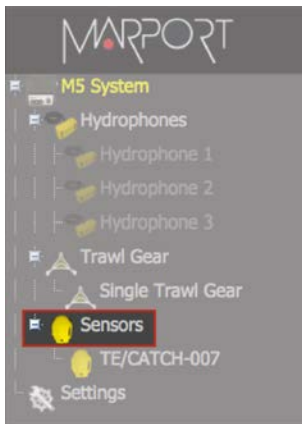 MARPORT
M5 System
Hydrophones
Hydrophone 1
Hydrophone 2
Hydrophone 3
Trawl Gear
Single Trawl Gear
Sensors
TE/CATCH-007
Settings